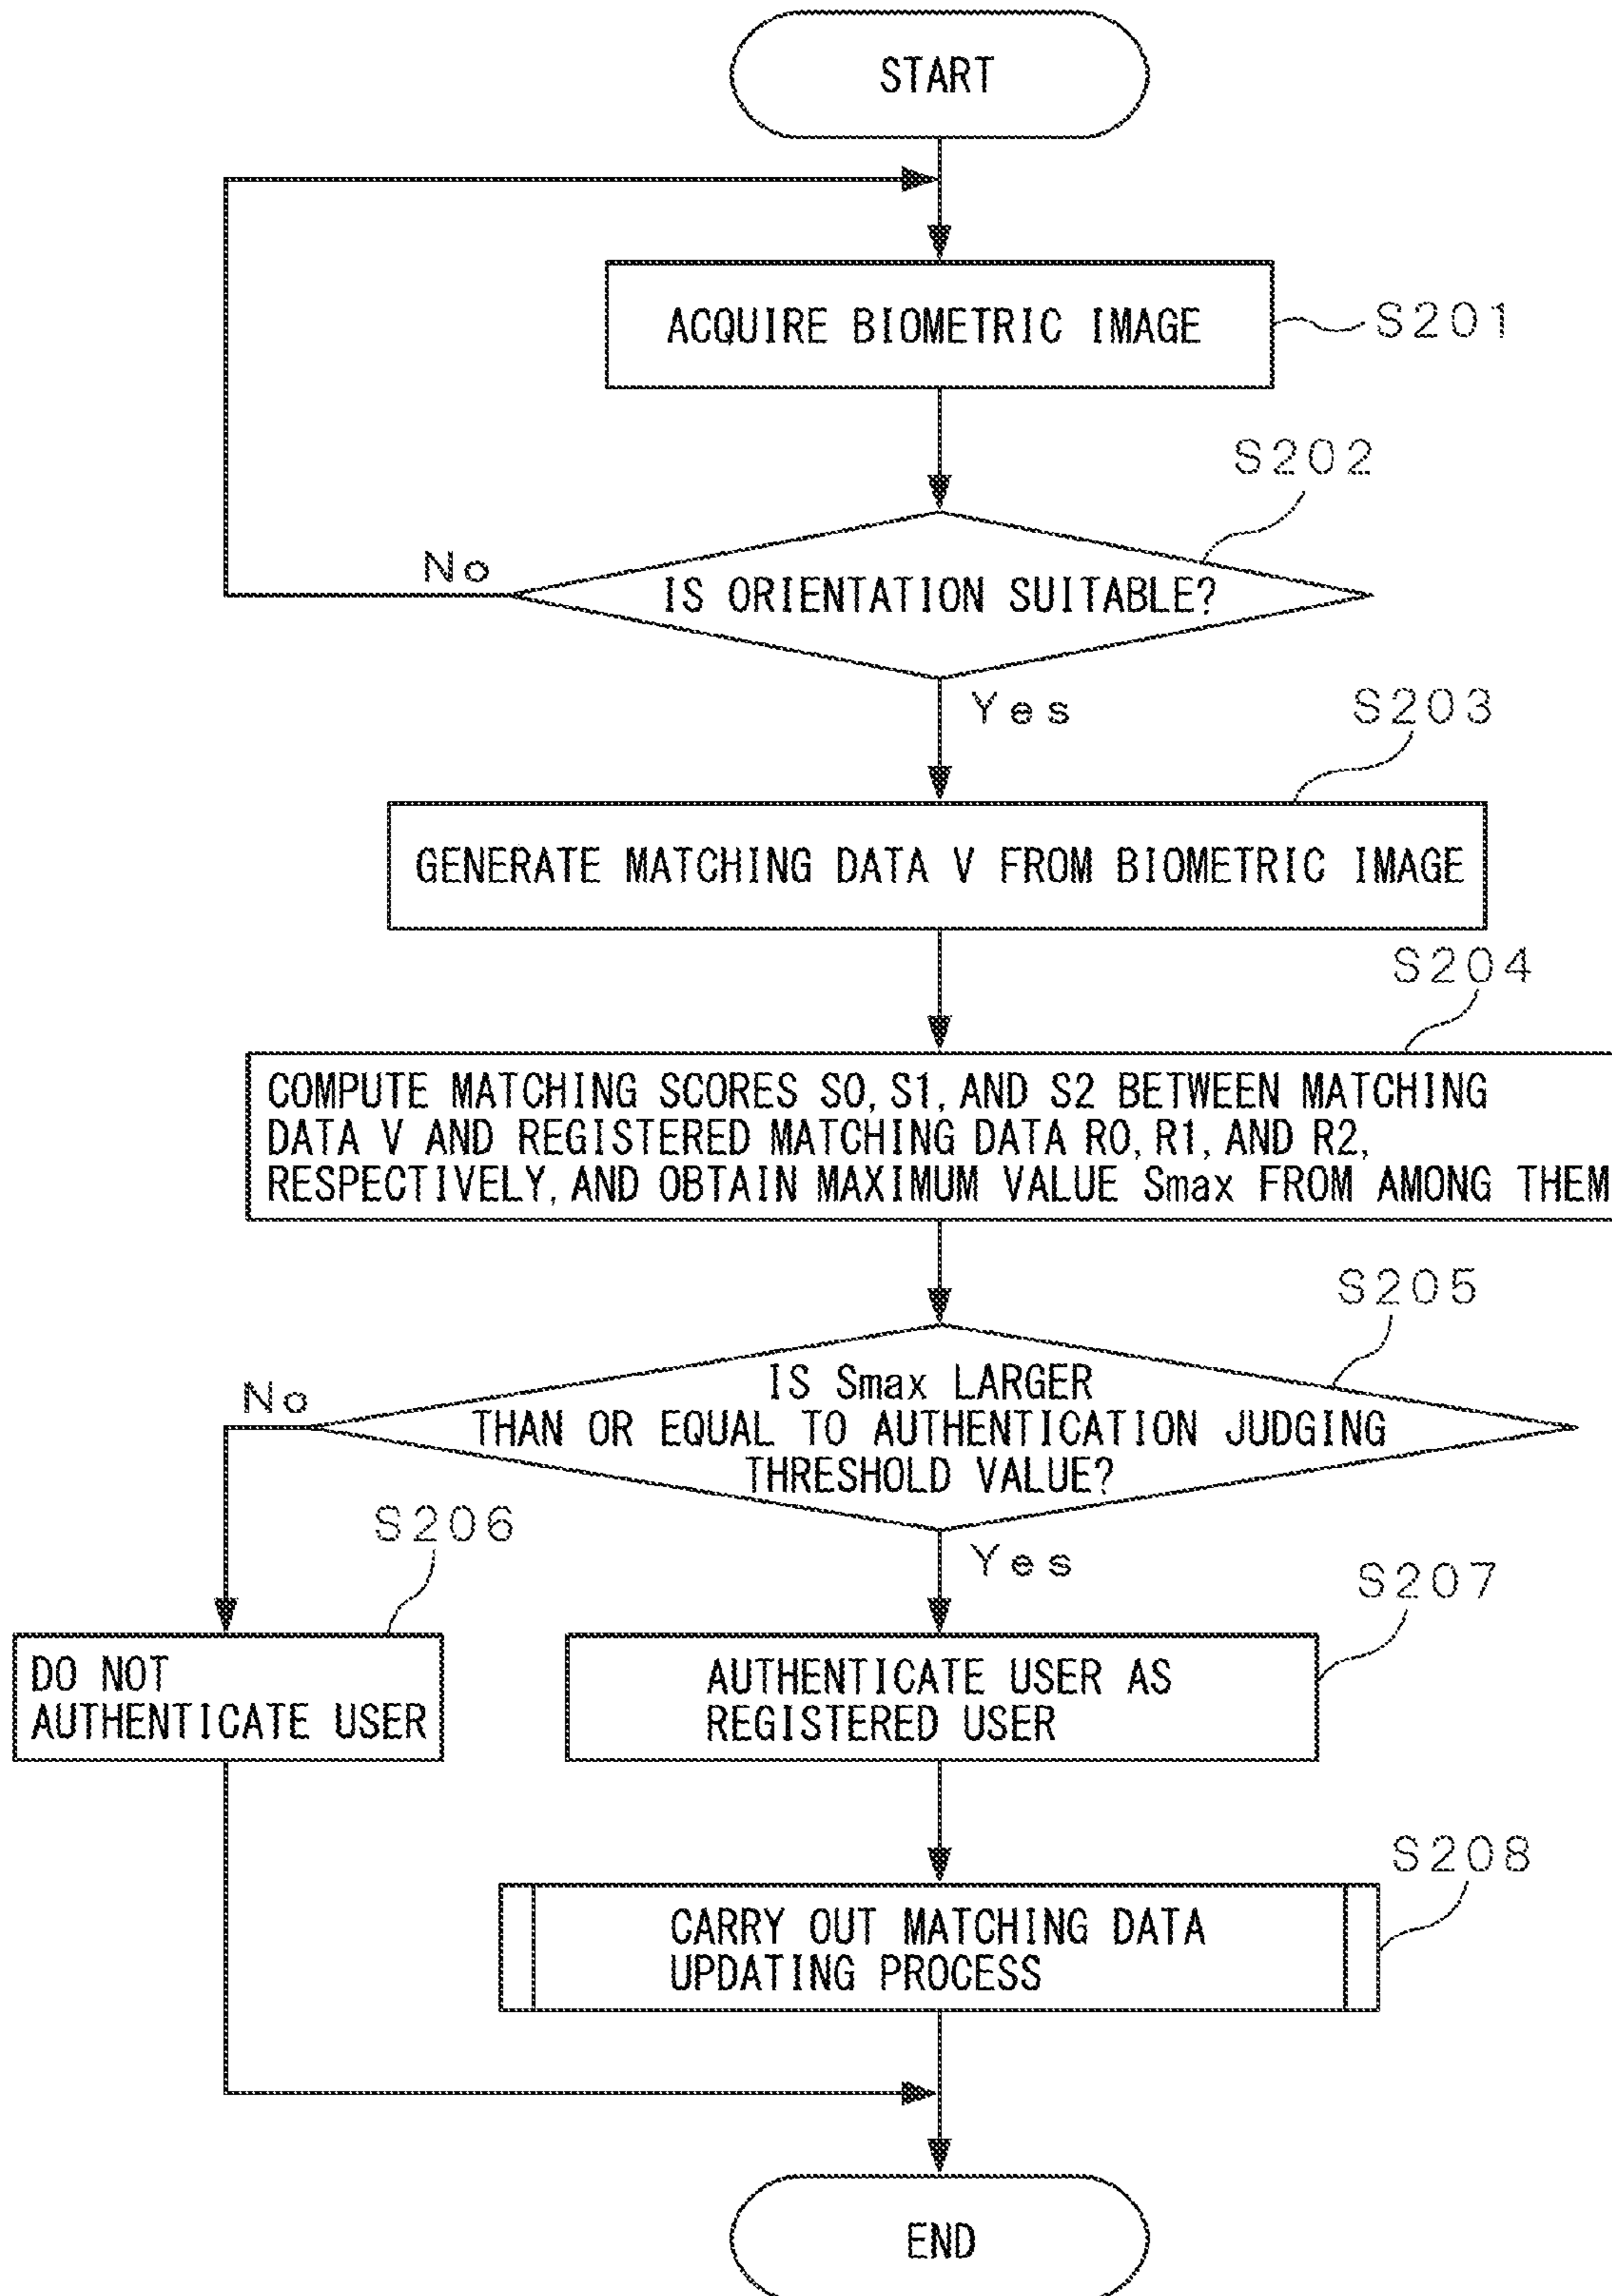 START
ACQUIRE BIOMETRIC IMAGE
S201
S202
No
IS ORIENTATION SUITABLE?
Yes
S203
GENERATE MATCHING DATA V FROM BIOMETRIC IMAGE
S204
COMPUTE MATCHING SCORES S0, S1, AND S2 BETWEEN MATCHING
DATA V AND REGISTERED MATCHING DATA R0, R1, AND R2,
RESPECTIVELY, AND OBTAIN MAXIMUM VALUE Smax FROM AMONG THEM
S205
No
IS Smax LARGER
THAN OR EQUAL TO AUTHENTICATION JUDGING
THRESHOLD VALUE?
S206
Yes
S207
DO NOT
AUTHENTICATE USER
AUTHENTICATE USER AS
REGISTERED USER
S208
CARRY OUT MATCHING DATA
UPDATING PROCESS
END